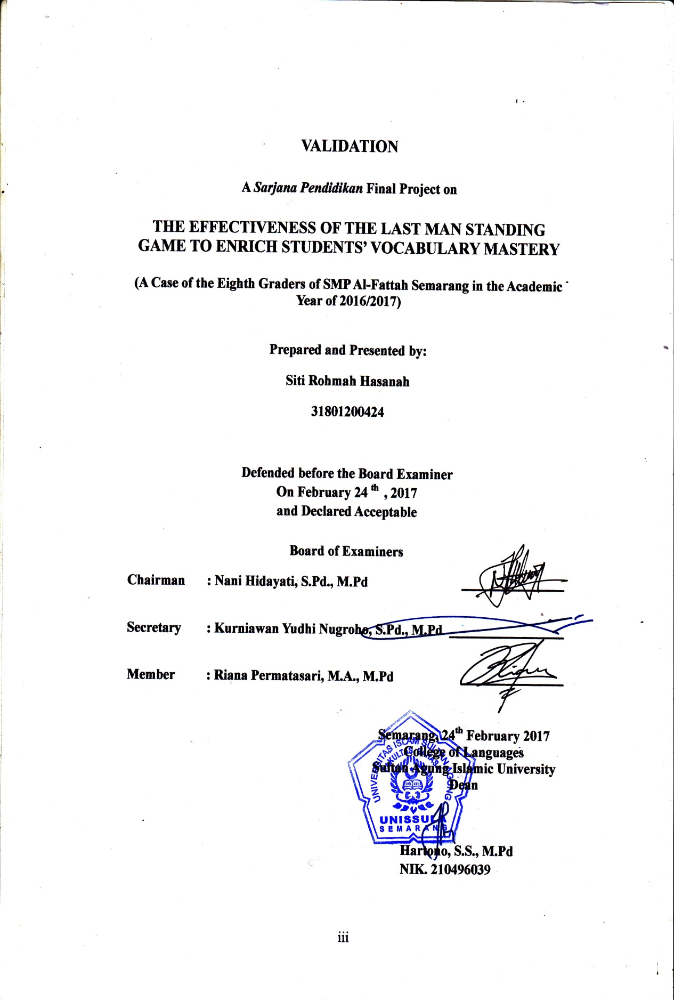 VALIDATION
A Sarjana Pendidikan Final Project on
THE EFFECTIVENESS OF THE LAST MAN STANDING
GAME TO ENRICH STUDENTS' VOCABULARY MASTERY
(A Case of the Eighth Graders of SMP Al-Fattah Semarang in the Academic
Year of 2016/2017)
Prepared and Presented by:
Siti Rohmah Hasanah
31801200424
Defended before the Board Examiner
On February 24 th , 2017
and Declared Acceptable
Board of Examiners
Chairman : Nani Hidayati, S.Pd., M.Pd
Secretary : Kurniawan Yudhi Nugroho, S.Pd., M.Pd
Member : Riana Permatasari, M.A., M.Pd
Semarang, 24th February 2017
College of Languages
Sultan Agung Islamic University
Dean
UNIVERSITAS ISLAM SULTAN AGUNG
FAKULTAS BAHASA
UNISSULA
SEMARANG
Hartono, S.S., M.Pd
NIK. 210496039
iii